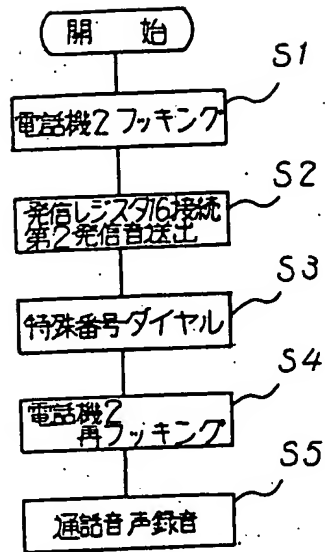 開 始
S1
電話機2 フッキング
S2
発信レジスタ16接続
第2発信音送出
S3
特殊番号ダイヤル
S4
電話機2
再フッキング
S5
通話音声録音